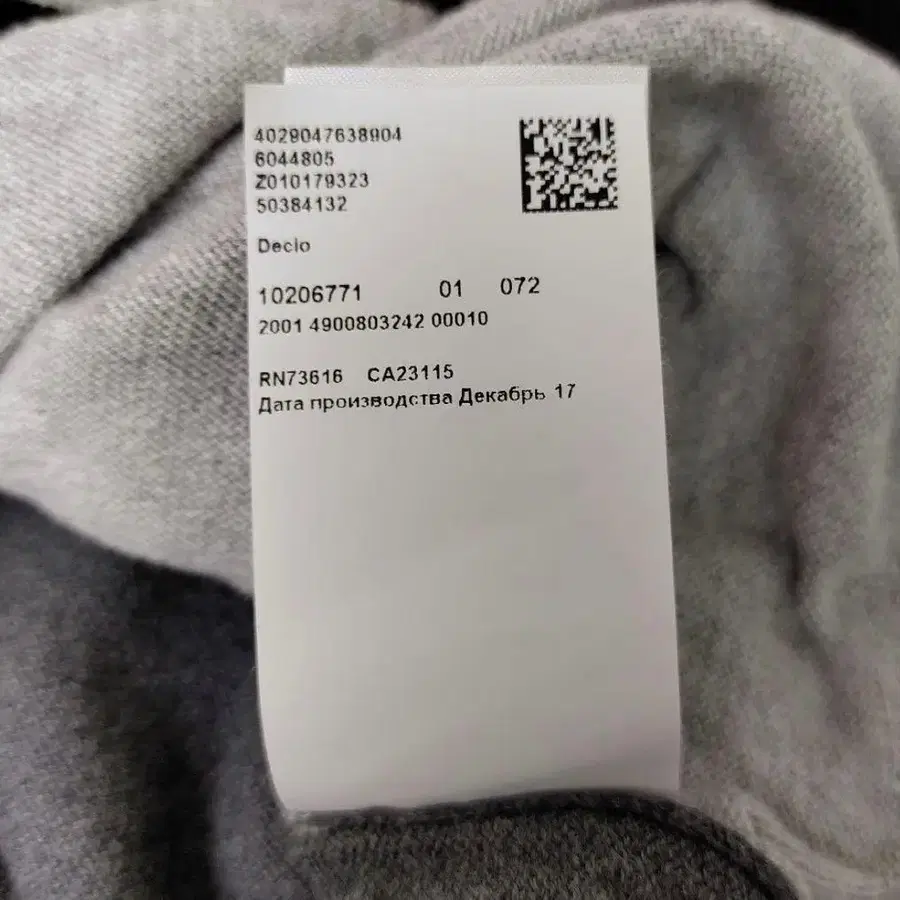 4029047638904
6044805
Z010179323
50384132
Decio
10206771 01 072
2001 4900803242 00010
RN73616 CA23115
Дата производства Декабрь 17